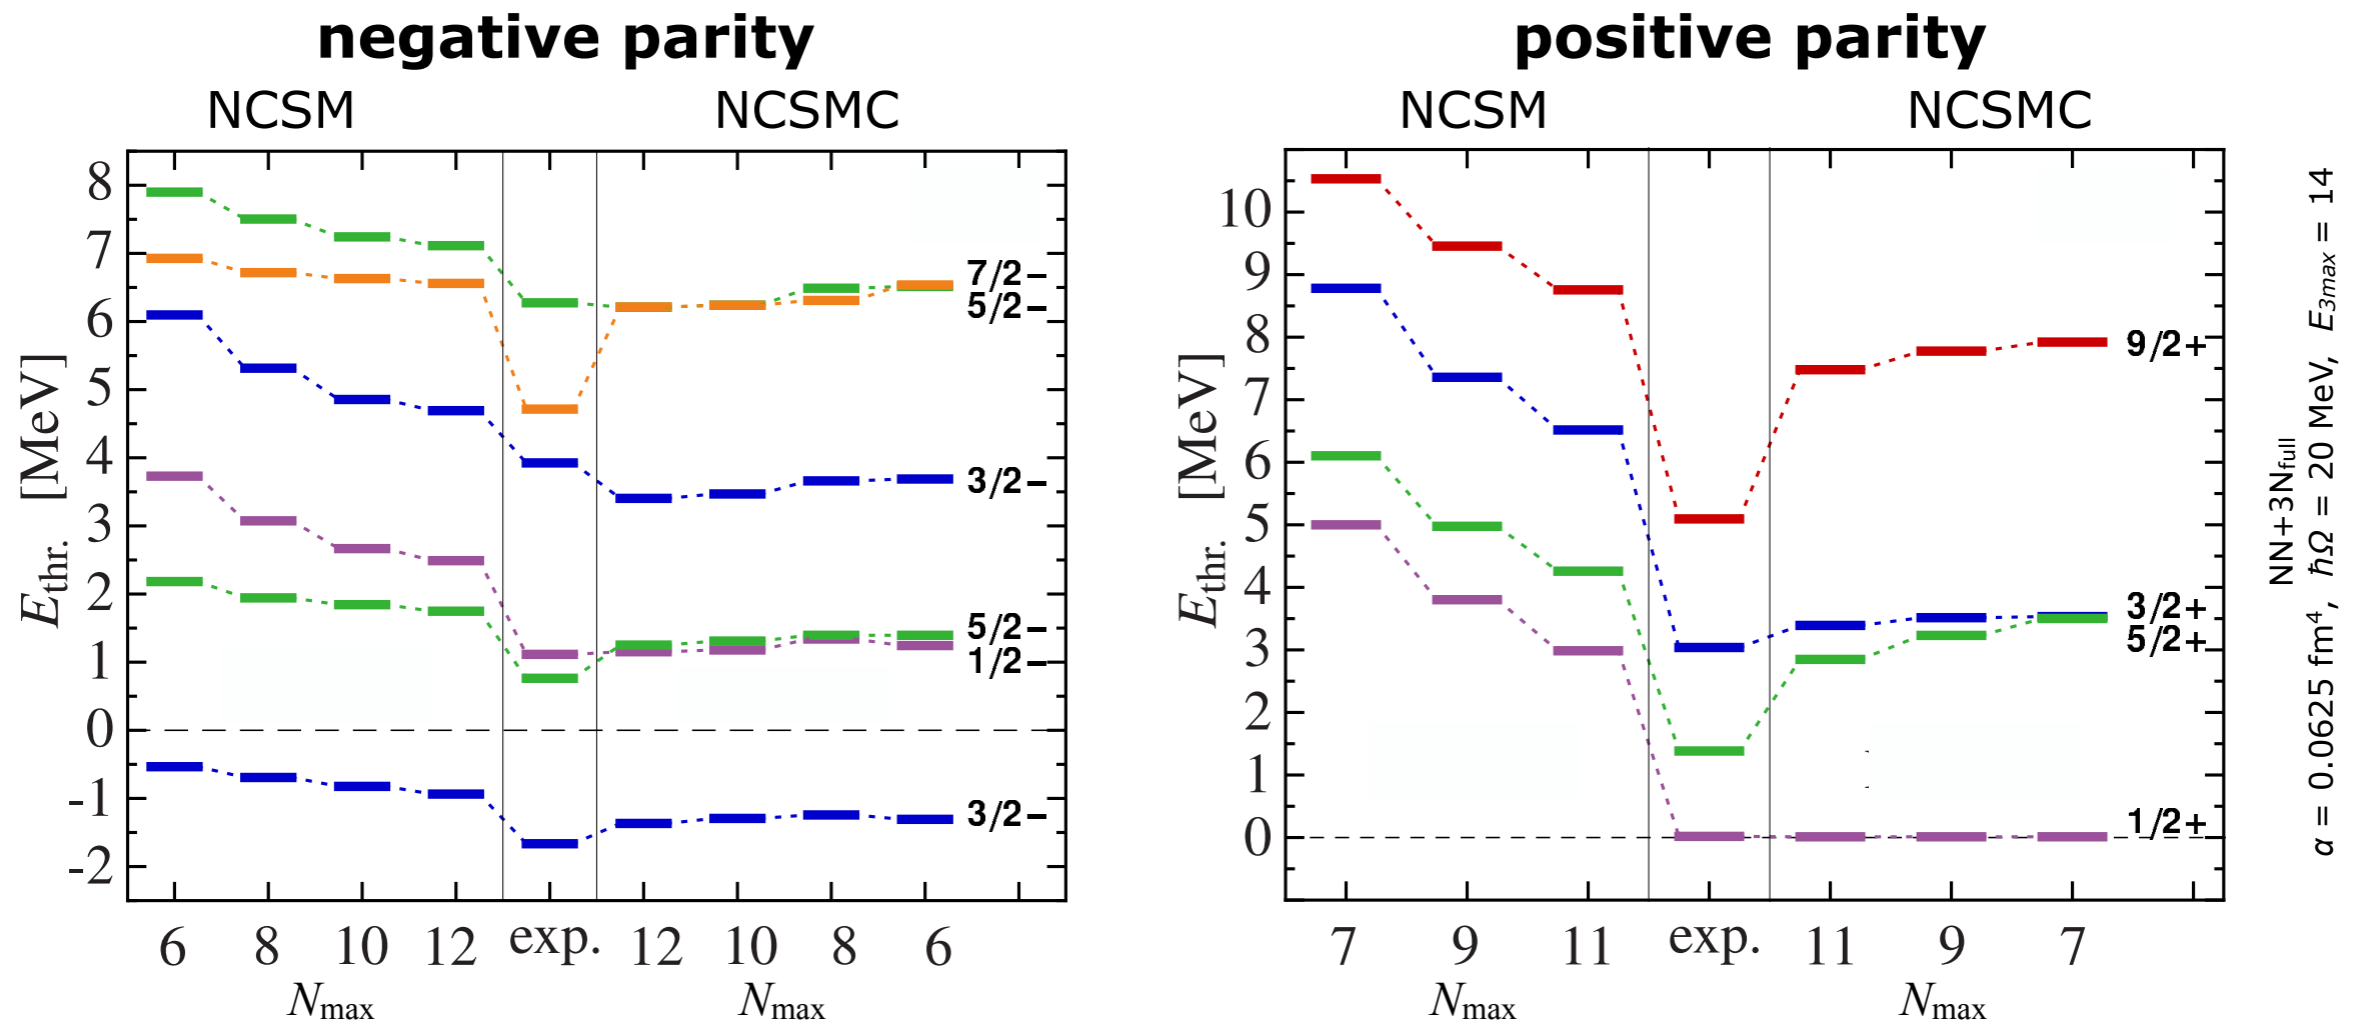 negative parity
NCSM
NCSMC
8
7
6
5
4
3
2
1
0
-1
-2
E_thr. [MeV]
7/2−
5/2−
3/2−
5/2−
1/2−
3/2−
6 8 10 12 exp. 12 10 8 6
N_max
N_max
positive parity
NCSM
NCSMC
10
9
8
7
6
5
4
3
2
1
0
E_thr. [MeV]
9/2+
3/2+
5/2+
1/2+
7 9 11 exp. 11 9 7
N_max
N_max
NN+3N_full
α = 0.0625 fm⁴, ℏΩ = 20 MeV, E_3max = 14